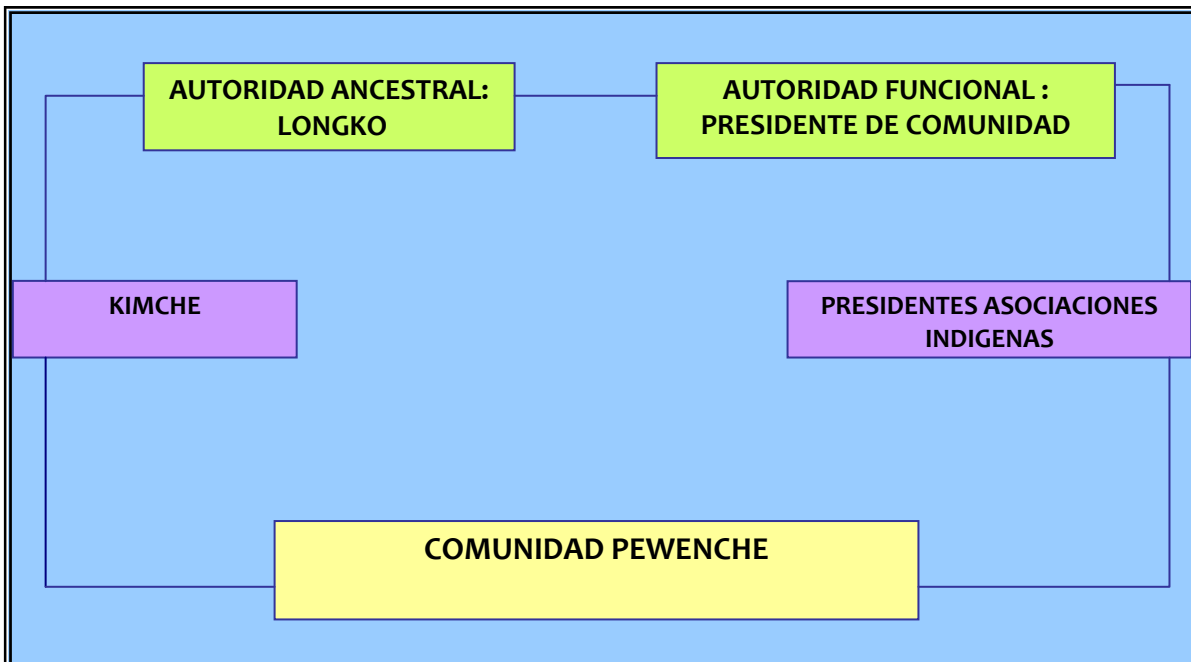 AUTORIDAD ANCESTRAL:
LONGKO
AUTORIDAD FUNCIONAL :
PRESIDENTE DE COMUNIDAD
KIMCHE
PRESIDENTES ASOCIACIONES
INDIGENAS
COMUNIDAD PEWENCHE